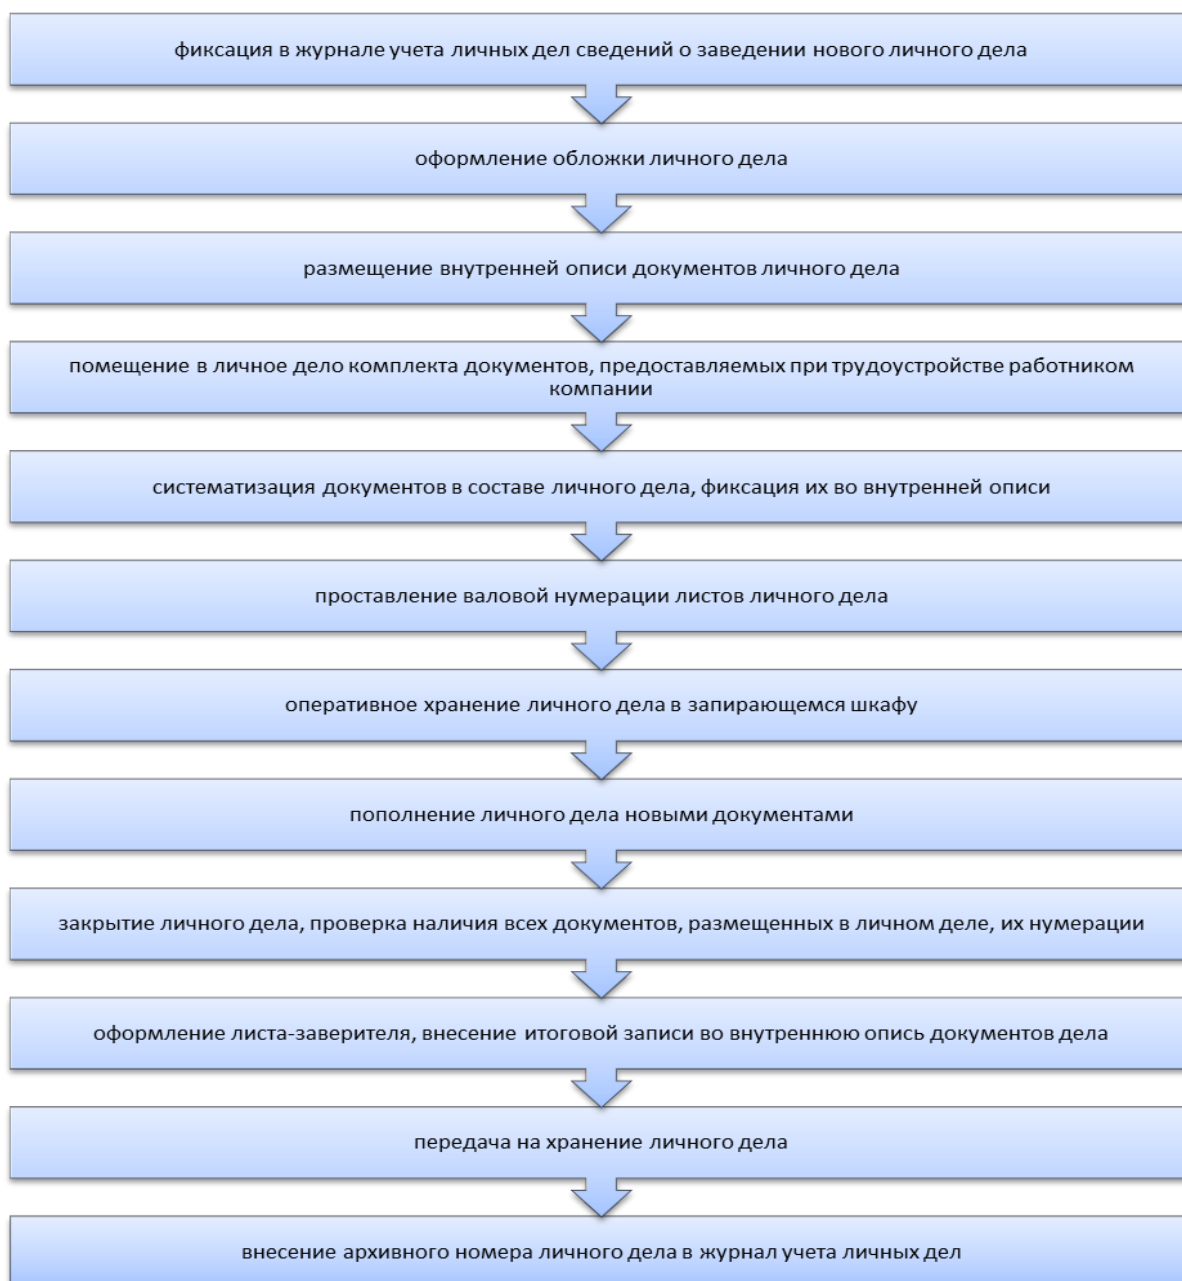 фиксация в журнале учета личных дел сведений о заведении нового личного дела
оформление обложки личного дела
размещение внутренней описи документов личного дела
помещение в личное дело комплекта документов, предоставляемых при трудоустройстве работником
компании
систематизация документов в составе личного дела, фиксация их во внутренней описи
проставление валовой нумерации листов личного дела
оперативное хранение личного дела в запирающемся шкафу
пополнение личного дела новыми документами
закрытие личного дела, проверка наличия всех документов, размещенных в личном деле, их нумерации
оформление листа-заверителя, внесение итоговой записи во внутреннюю опись документов дела
передача на хранение личного дела
внесение архивного номера личного дела в журнал учета личных дел